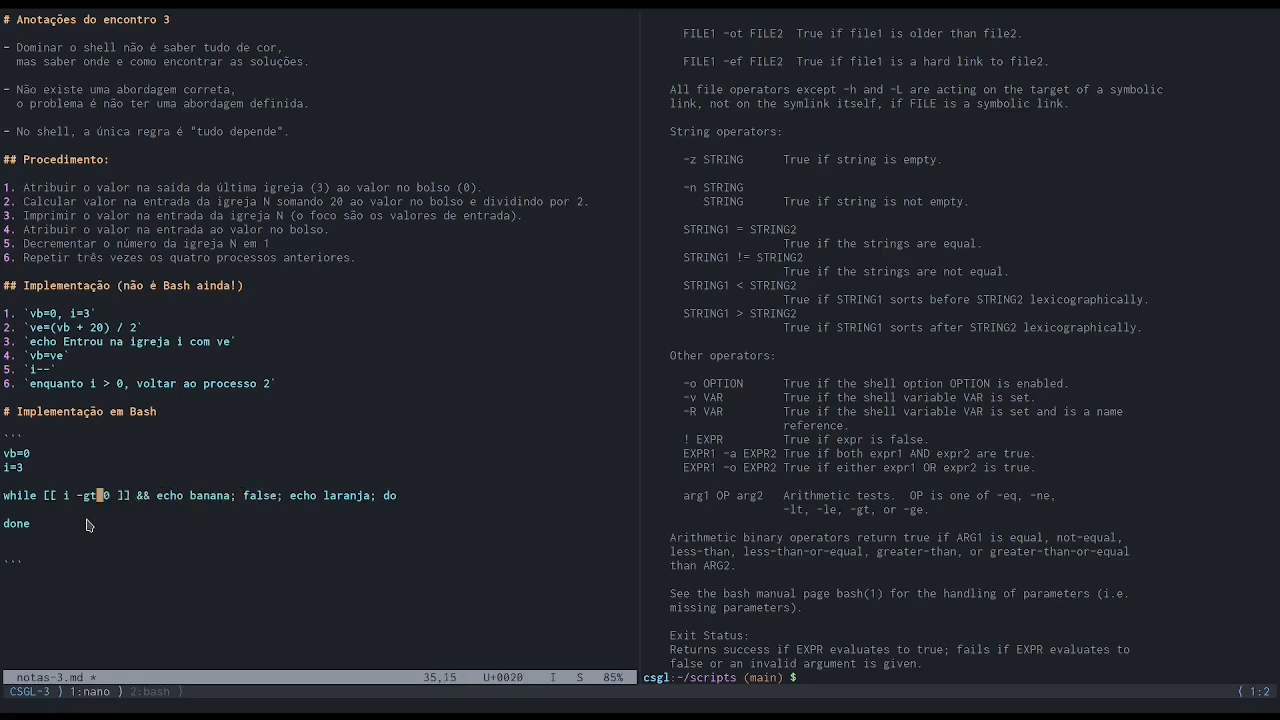 # Anotações do encontro 3
- Dominar o shell não é saber tudo de cor,
mas saber onde e como encontrar as soluções.
- Não existe uma abordagem correta,
o problema é não ter uma abordagem definida.
- No shell, a única regra é "tudo depende".
## Procedimento:
1. Atribuir o valor na saída da última igreja (3) ao valor no bolso (0).
2. Calcular valor na entrada da igreja N somando 20 ao valor no bolso e dividindo por 2.
3. Imprimir o valor na entrada da igreja N (o foco são os valores de entrada).
4. Atribuir o valor na entrada ao valor no bolso.
5. Decrementar o número da igreja N em 1
6. Repetir três vezes os quatro processos anteriores.
## Implementação (não é Bash ainda!)
1. `vb=0, i=3`
2. `ve=(vb + 20) / 2`
3. `echo Entrou na igreja i com ve`
4. `vb=ve`
5. `i--`
6. `enquanto i > 0, voltar ao processo 2`
# Implementação em Bash
```
vb=0
i=3
while [[ i -gt 0 ]] && echo banana; false; echo laranja; do
done
```
notas-3.md * 35,15 U+0020 I S 85%
CSGL-3 ⟩ 1:nano ⟩ 2:bash ⟩
FILE1 -ot FILE2 True if file1 is older than file2.
FILE1 -ef FILE2 True if file1 is a hard link to file2.
All file operators except -h and -L are acting on the target of a symbolic
link, not on the symlink itself, if FILE is a symbolic link.
String operators:
-z STRING True if string is empty.
-n STRING
STRING True if string is not empty.
STRING1 = STRING2
True if the strings are equal.
STRING1 != STRING2
True if the strings are not equal.
STRING1 < STRING2
True if STRING1 sorts before STRING2 lexicographically.
STRING1 > STRING2
True if STRING1 sorts after STRING2 lexicographically.
Other operators:
-o OPTION True if the shell option OPTION is enabled.
-v VAR True if the shell variable VAR is set.
-R VAR True if the shell variable VAR is set and is a name
reference.
! EXPR True if expr is false.
EXPR1 -a EXPR2 True if both expr1 AND expr2 are true.
EXPR1 -o EXPR2 True if either expr1 OR expr2 is true.
arg1 OP arg2 Arithmetic tests. OP is one of -eq, -ne,
-lt, -le, -gt, or -ge.
Arithmetic binary operators return true if ARG1 is equal, not-equal,
less-than, less-than-or-equal, greater-than, or greater-than-or-equal
than ARG2.
See the bash manual page bash(1) for the handling of parameters (i.e.
missing parameters).
Exit Status:
Returns success if EXPR evaluates to true; fails if EXPR evaluates to
false or an invalid argument is given.
csgl:~/scripts (main) $
⟨ 1:2